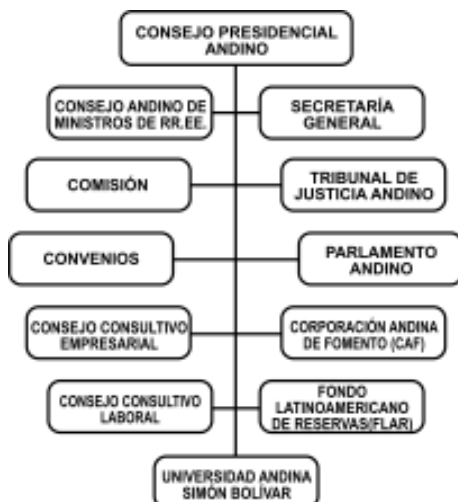 CONSEJO PRESIDENCIAL
ANDINO
CONSEJO ANDINO DE
MINISTROS DE RR.EE.
SECRETARÍA
GENERAL
COMISIÓN
TRIBUNAL DE
JUSTICIA ANDINO
CONVENIOS
PARLAMENTO
ANDINO
CONSEJO CONSULTIVO
EMPRESARIAL
CORPORACIÓN ANDINA
DE FOMENTO (CAF)
CONSEJO CONSULTIVO
LABORAL
FONDO
LATINOAMERICANO
DE RESERVAS(FLAR)
UNIVERSIDAD ANDINA
SIMÓN BOLÍVAR